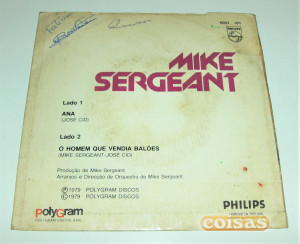 MIKE
SERGEANT
Lado 1
ANA
(JOSÉ CID)
Lado 2
O HOMEM QUE VENDIA BALÕES
(MIKE SERGEANT-JOSÉ CID)
Produção de Mike Sergeant
Arranjos e Direcção de Orquestra de Mike Sergeant
Ⓒ 1979 POLYGRAM DISCOS
Ⓟ 1979 POLYGRAM DISCOS
polyGram
PHILIPS
coisas